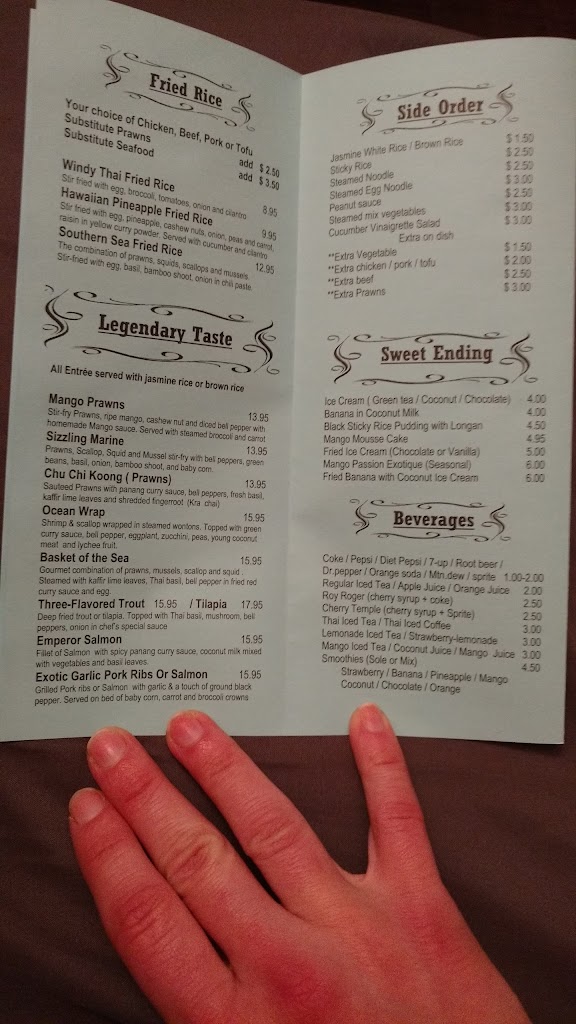 Fried Rice
Your choice of Chicken, Beef, Pork or Tofu
Substitute Prawns add $ 2.50
Substitute Seafood add $ 3.50
Windy Thai Fried Rice 8.95
Stir fried with egg, broccoli, tomatoes, onion and cilantro
Hawaiian Pineapple Fried Rice 9.95
Stir fried with egg, pineapple, cashew nuts, onion, peas and carrot,
raisin in yellow curry powder. Served with cucumber and cilantro
Southern Sea Fried Rice 12.95
The combination of prawns, squids, scallops and mussels.
Stir-fried with egg, basil, bamboo shoot, onion in chili paste.
Legendary Taste
All Entrée served with jasmine rice or brown rice
Mango Prawns 13.95
Stir-fry Prawns, ripe mango, cashew nut and diced bell pepper with
homemade Mango sauce. Served with steamed broccoli and carrot
Sizzling Marine 13.95
Prawns, Scallop, Squid and Mussel stir-fry with bell peppers, green
beans, basil, onion, bamboo shoot, and baby corn.
Chu Chi Koong ( Prawns) 13.95
Sauteed Prawns with panang curry sauce, bell peppers, fresh basil,
kaffir lime leaves and shredded fingerroot (Kra chai)
Ocean Wrap 15.95
Shrimp & scallop wrapped in steamed wontons. Topped with green
curry sauce, bell pepper, eggplant, zucchini, peas, young coconut
meat and lychee fruit.
Basket of the Sea 15.95
Gourmet combination of prawns, mussels, scallop and squid
Steamed with kaffir lime leaves, Thai basil, bell pepper in fried red
curry sauce and egg.
Three-Flavored Trout 15.95 / Tilapia 17.95
Deep fried trout or tilapia. Topped with Thai basil, mushroom, bell
peppers, onion in chef's special sauce
Emperor Salmon 15.95
Fillet of Salmon with spicy panang curry sauce, coconut milk mixed
with vegetables and basil leaves.
Exotic Garlic Pork Ribs Or Salmon 15.95
Grilled Pork ribs or Salmon with garlic & a touch of ground black
pepper. Served on bed of baby corn, carrot and broccoli crowns
Side Order
Jasmine White Rice / Brown Rice $ 1.50
Sticky Rice $ 2.50
Steamed Noodle $ 2.50
Steamed Egg Noodle $ 3.00
Peanut sauce $ 2.50
Steamed mix vegetables $ 3.00
Cucumber Vinaigrette Salad $ 3.00
Extra on dish
**Extra Vegetable $ 1.50
**Extra chicken / pork / tofu $ 2.00
**Extra beef $ 2.50
**Extra Prawns $ 3.00
Sweet Ending
Ice Cream ( Green tea / Coconut / Chocolate) 4.00
Banana in Coconut Milk 4.00
Black Sticky Rice Pudding with Longan 4.50
Mango Mousse Cake 4.95
Fried Ice Cream (Chocolate or Vanilla) 5.00
Mango Passion Exotique (Seasonal) 6.00
Fried Banana with Coconut Ice Cream 6.00
Beverages
Coke / Pepsi / Diet Pepsi / 7-up / Root beer /
Dr.pepper / Orange soda / Mtn.dew / sprite 1.00-2.00
Regular Iced Tea / Apple Juice / Orange Juice 2.00
Roy Roger (cherry syrup + coke) 2.50
Cherry Temple (cherry syrup + Sprite) 2.50
Thai Iced Tea / Thai Iced Coffee 3.00
Lemonade Iced Tea / Strawberry-lemonade 3.00
Mango Iced Tea / Coconut Juice / Mango Juice 3.00
Smoothies (Sole or Mix) 4.50
Strawberry / Banana / Pineapple / Mango
Coconut / Chocolate / Orange